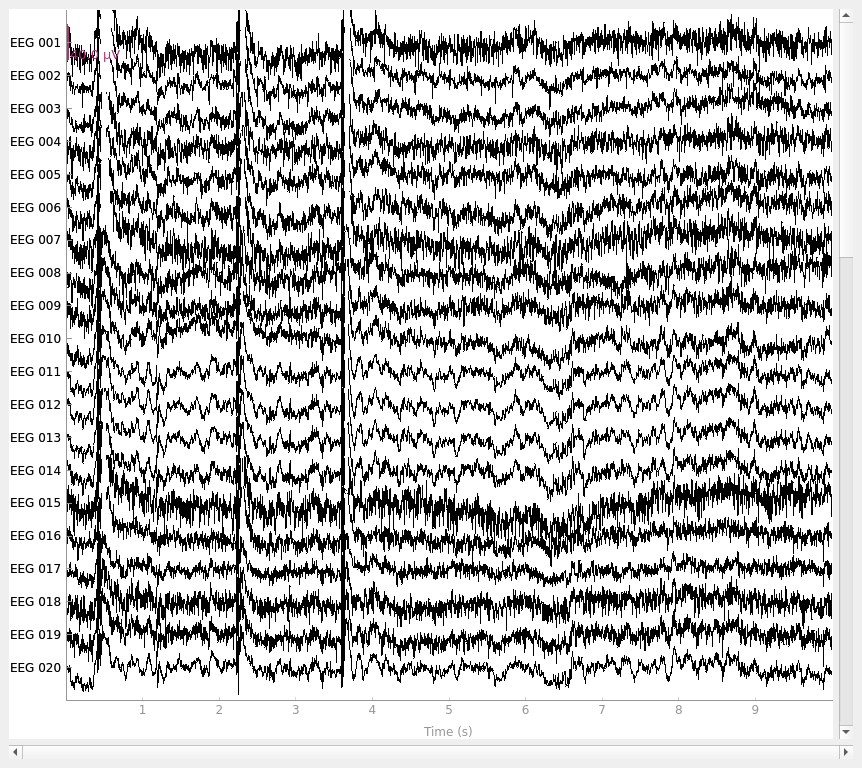 EEG 001
EEG 002
EEG 003
EEG 004
EEG 005
EEG 006
EEG 007
EEG 008
EEG 009
EEG 010
EEG 011
EEG 012
EEG 013
EEG 014
EEG 015
EEG 016
EEG 017
EEG 018
EEG 019
EEG 020
1 2 3 4 5 6 7 8 9
Time (s)